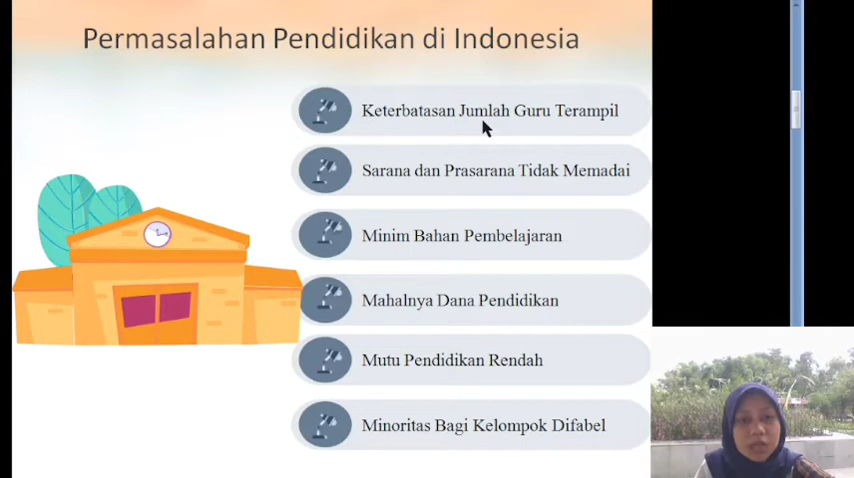 Permasalahan Pendidikan di Indonesia
Keterbatasan Jumlah Guru Terampil
Sarana dan Prasarana Tidak Memadai
Minim Bahan Pembelajaran
Mahalnya Dana Pendidikan
Mutu Pendidikan Rendah
Minoritas Bagi Kelompok Difabel